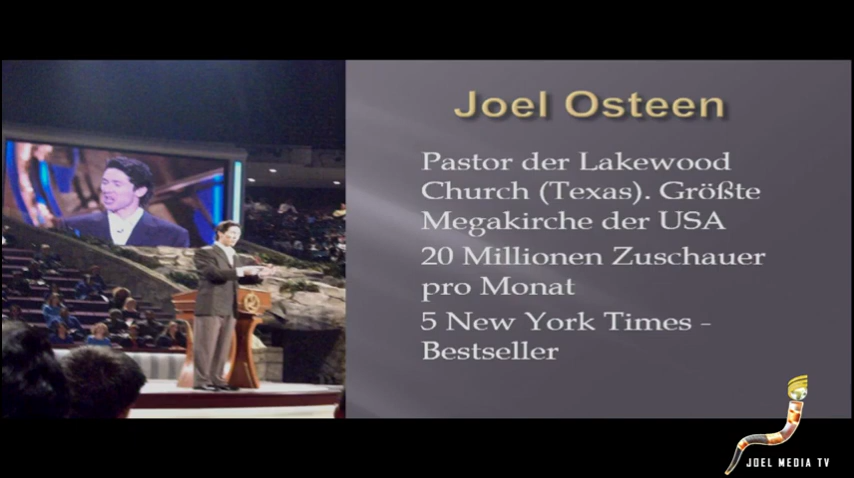 Joel Osteen
Pastor der Lakewood
Church (Texas). Größte
Megakirche der USA
20 Millionen Zuschauer
pro Monat
5 New York Times -
Bestseller
JOEL MEDIA TV